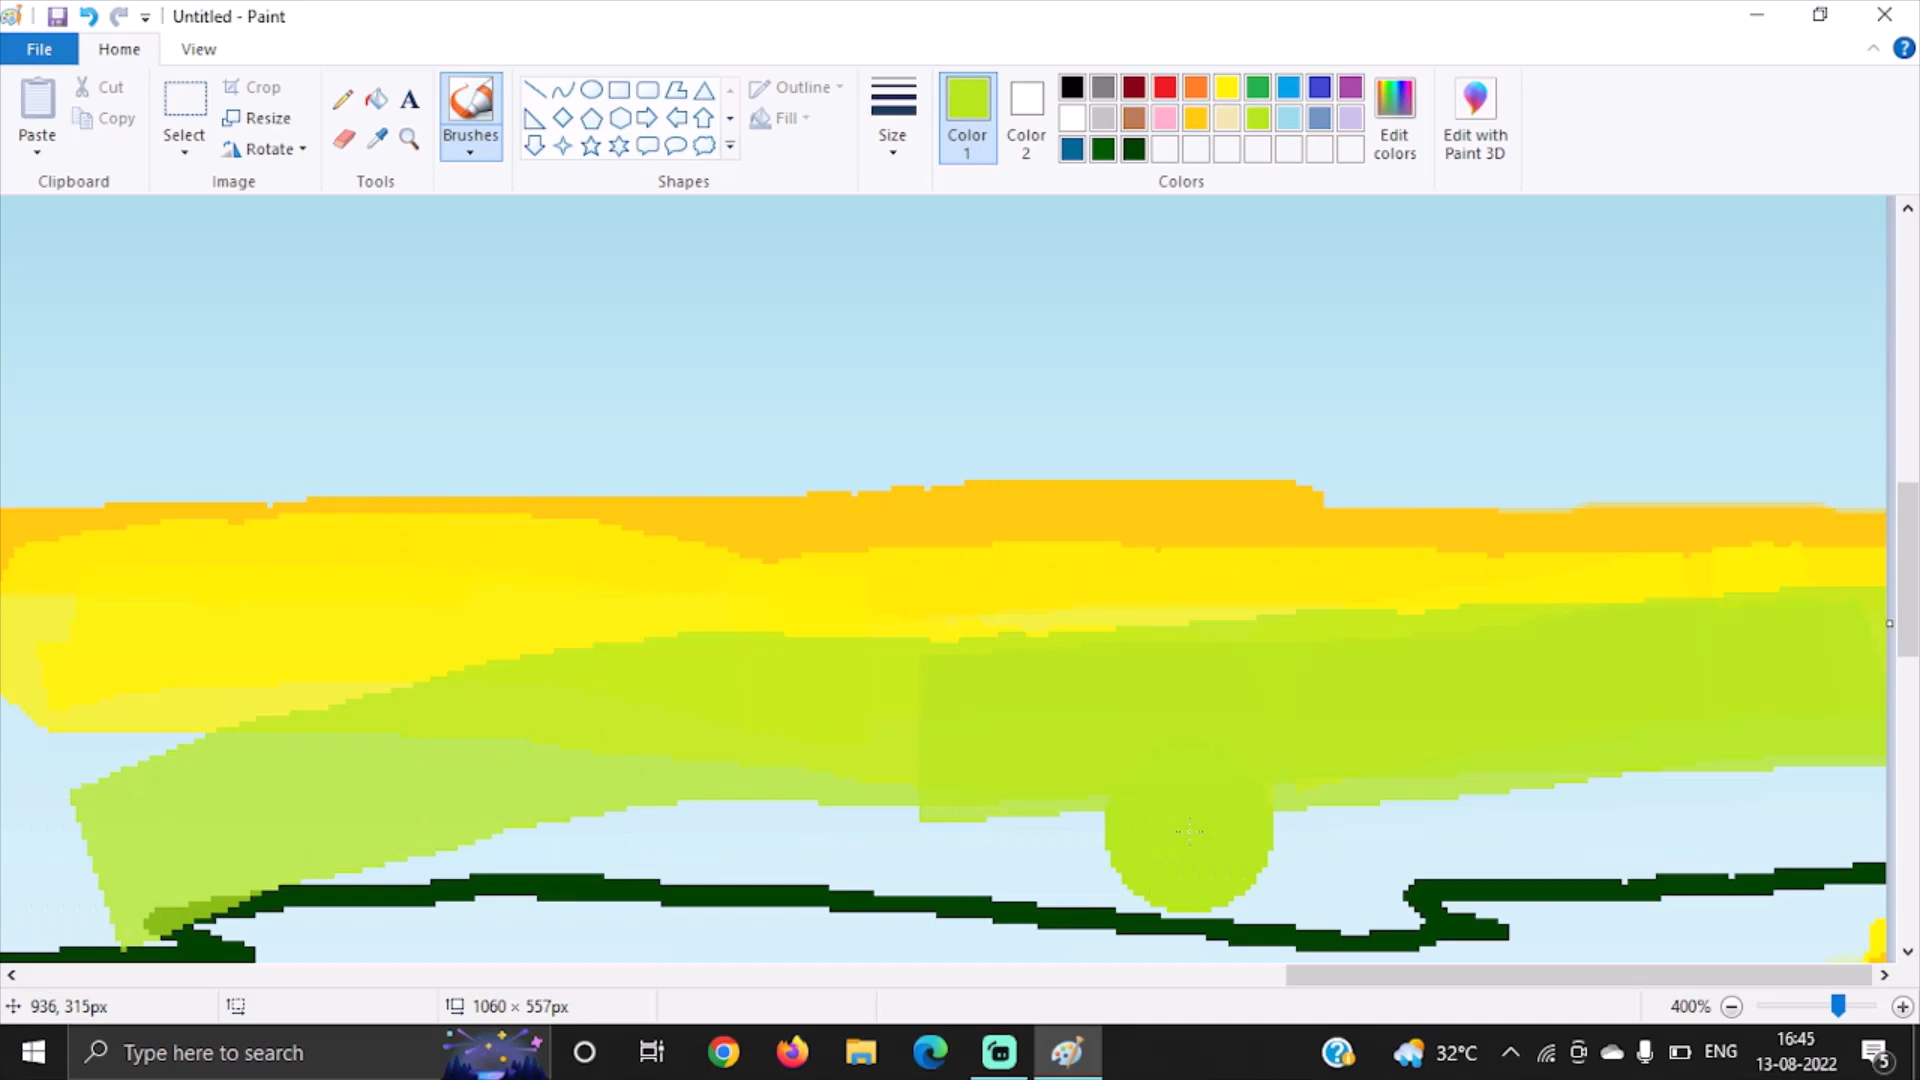 Untitled - Paint
File Home View
Paste Cut Copy Clipboard
Select Crop Resize Rotate Image
A
Tools
Brushes
Shapes
Outline Fill
Size
Color 1
Color 2
Colors
Edit colors
Edit with Paint 3D
936, 315px
1060 × 557px
400%
Type here to search
32°C
ENG
16:45
13-08-2022
5